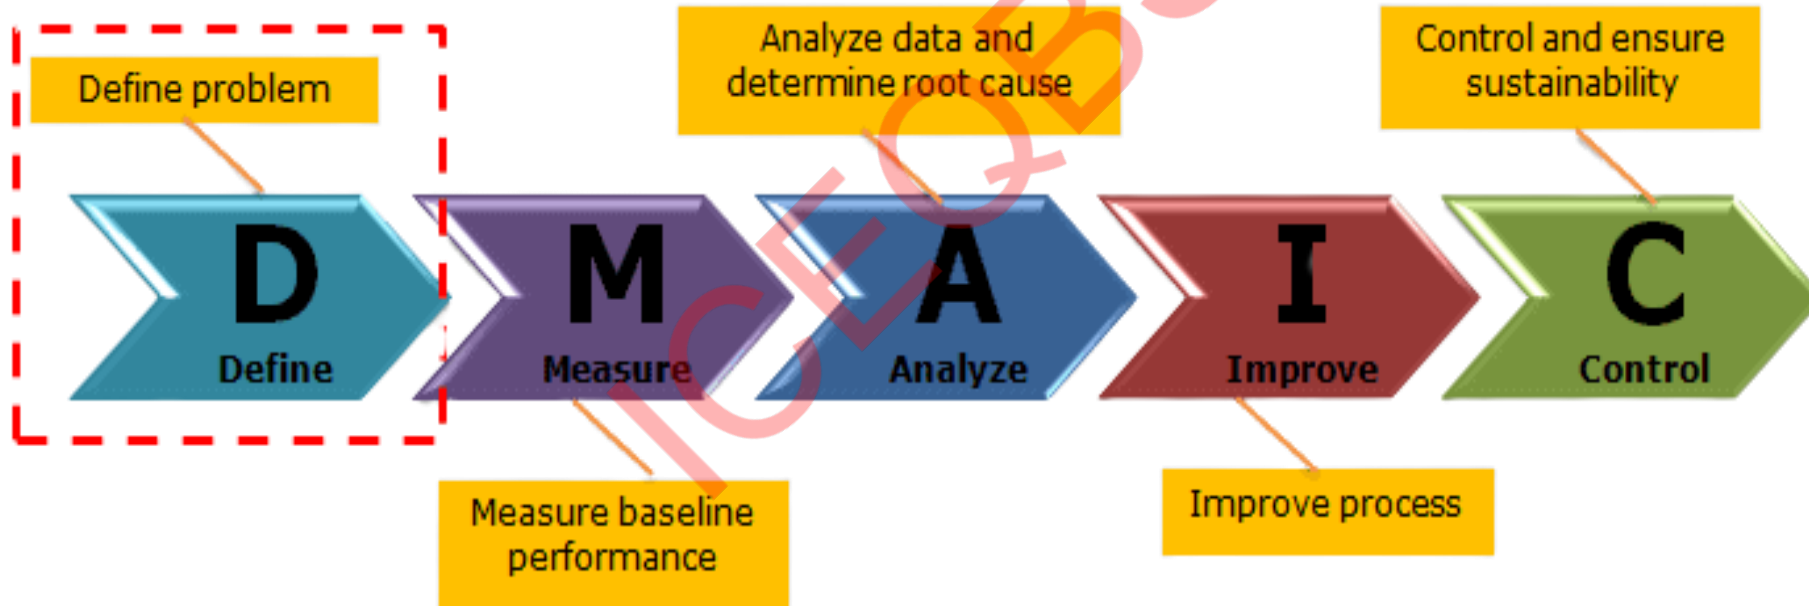 Define problem
Analyze data and
determine root cause
Control and ensure
sustainability
D
Define
M
Measure
A
Analyze
I
Improve
C
Control
Measure baseline
performance
Improve process